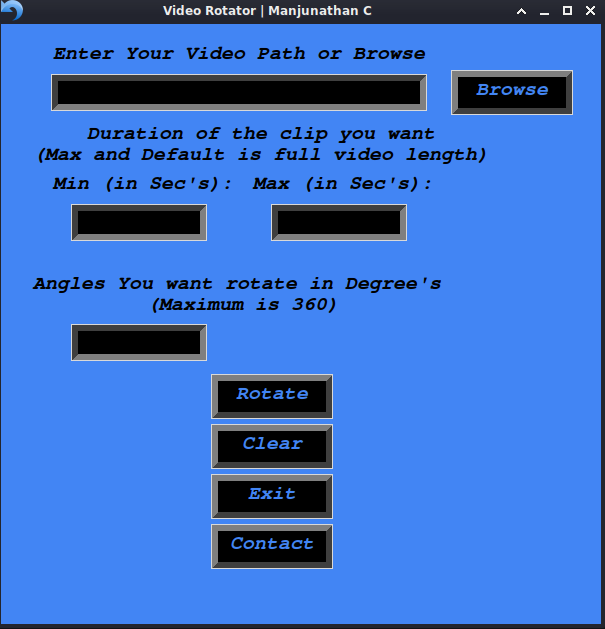 Video Rotator | Manjunathan C
Enter Your Video Path or Browse
Browse
Duration of the clip you want
(Max and Default is full video length)
Min (in Sec's): Max (in Sec's):
Angles You want rotate in Degree's
(Maximum is 360)
Rotate
Clear
Exit
Contact